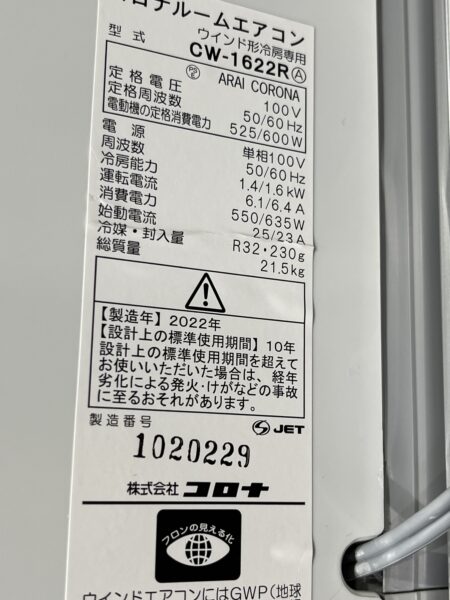 コロナルームエアコン
ウインド形冷房専用
型式 CW-1622R Ⓐ
PSE ARAI CORONA
定格電圧 100V
定格周波数 50/60Hz
電動機の定格消費電力 525/600W
電源 単相100V
周波数 50/60Hz
冷房能力 1.4/1.6kW
運転電流 6.1/6.4A
消費電力 550/635W
始動電流 25/23A
冷媒・封入量 R32・230g
総質量 21.5kg
【製造年】2022年
【設計上の標準使用期間】10年
設計上の標準使用期間を超えて
お使いいただいた場合は、経年
劣化による発火・けがなどの事故
に至るおそれがあります。
製造番号
JET
1020229
株式会社 コロナ
フロンの見える化
ウインドエアコンにはGWP(地球